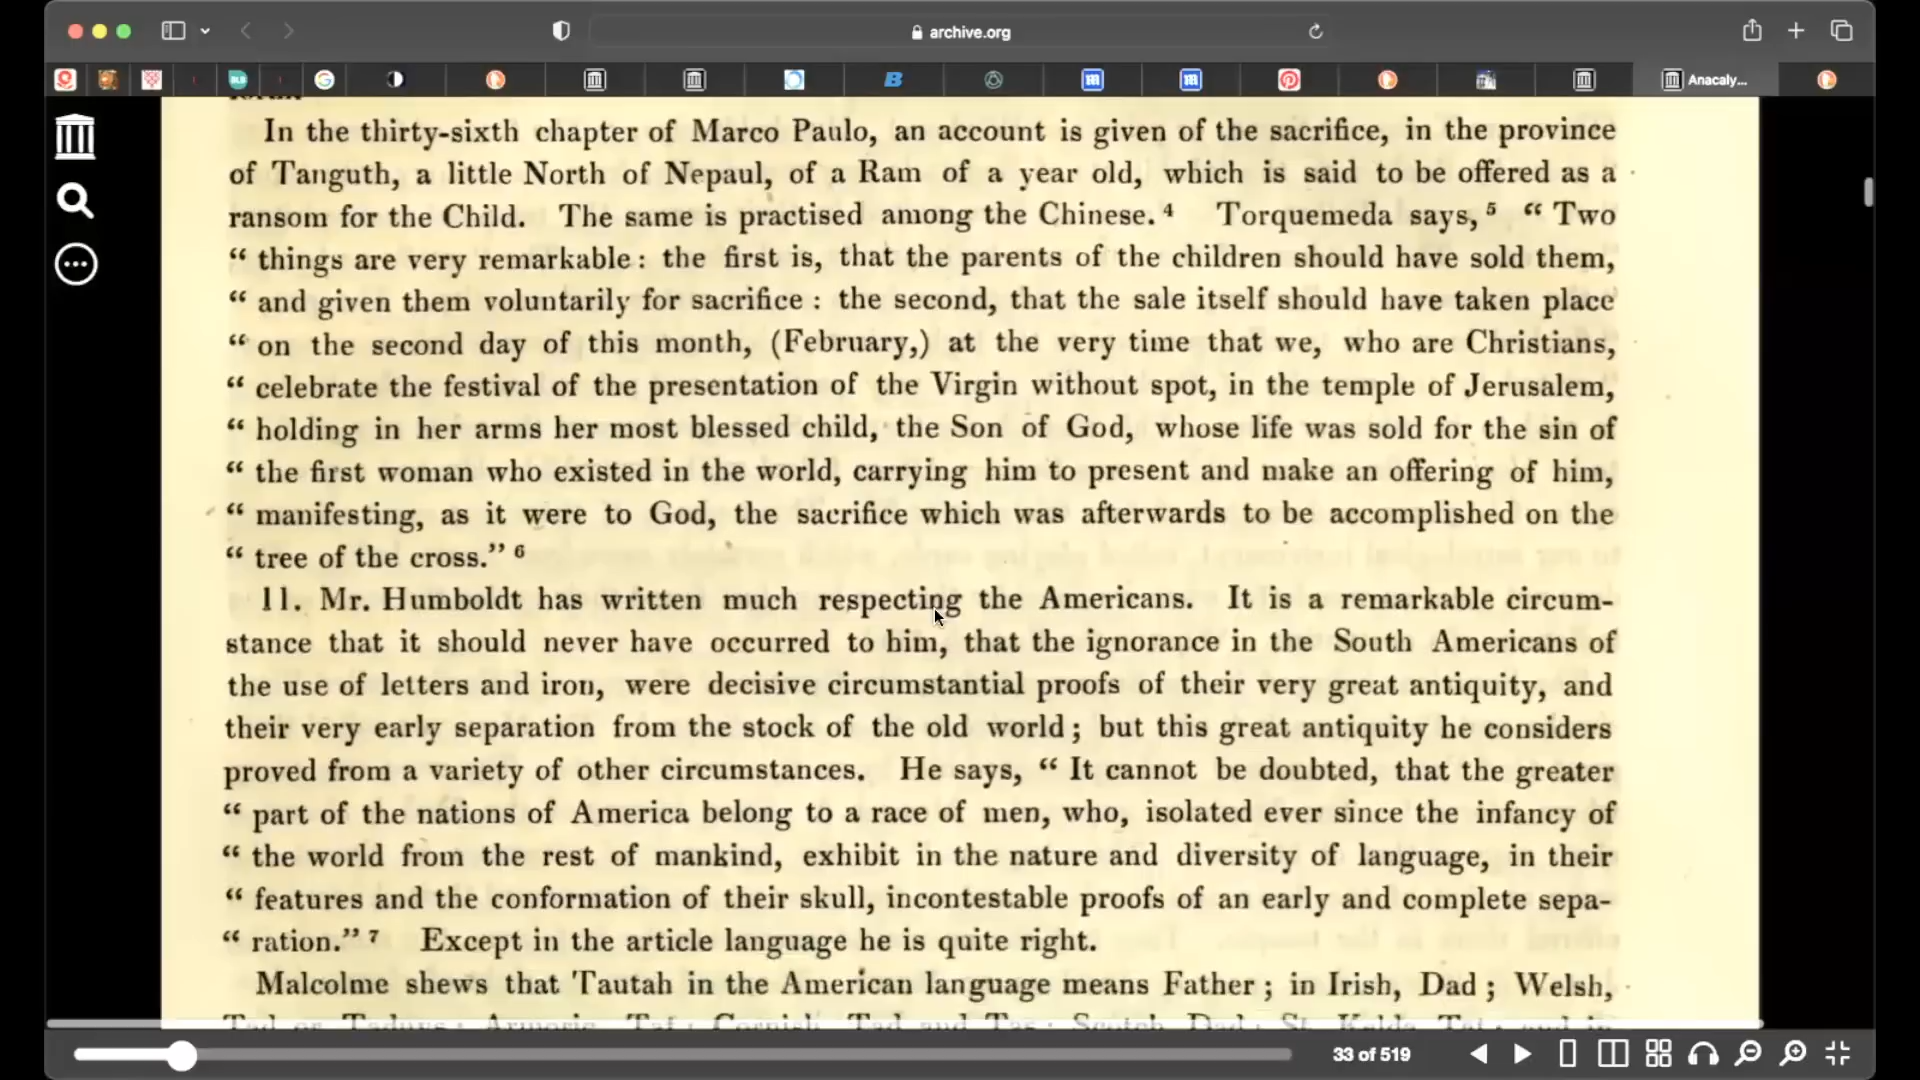 archive.org
Anacaly...
In the thirty-sixth chapter of Marco Paulo, an account is given of the sacrifice, in the province
of Tanguth, a little North of Nepaul, of a Ram of a year old, which is said to be offered as a
ransom for the Child. The same is practised among the Chinese.⁴ Torquemeda says,⁵ “ Two
“ things are very remarkable: the first is, that the parents of the children should have sold them,
“ and given them voluntarily for sacrifice: the second, that the sale itself should have taken place
“ on the second day of this month, (February,) at the very time that we, who are Christians,
“ celebrate the festival of the presentation of the Virgin without spot, in the temple of Jerusalem,
“ holding in her arms her most blessed child, the Son of God, whose life was sold for the sin of
“ the first woman who existed in the world, carrying him to present and make an offering of him,
“ manifesting, as it were to God, the sacrifice which was afterwards to be accomplished on the
“ tree of the cross.” ⁶
11. Mr. Humboldt has written much respecting the Americans. It is a remarkable circum-
stance that it should never have occurred to him, that the ignorance in the South Americans of
the use of letters and iron, were decisive circumstantial proofs of their very great antiquity, and
their very early separation from the stock of the old world; but this great antiquity he considers
proved from a variety of other circumstances. He says, “ It cannot be doubted, that the greater
“ part of the nations of America belong to a race of men, who, isolated ever since the infancy of
“ the world from the rest of mankind, exhibit in the nature and diversity of language, in their
“ features and the conformation of their skull, incontestable proofs of an early and complete sepa-
“ ration.” ⁷ Except in the article language he is quite right.
Malcolme shews that Tautah in the American language means Father; in Irish, Dad; Welsh,
33 of 519